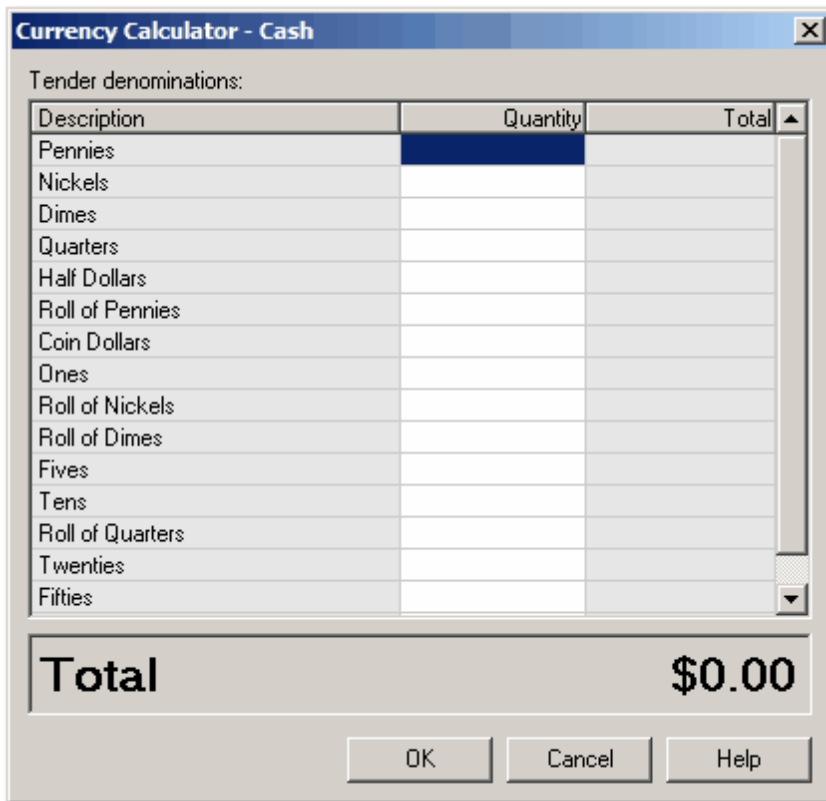 Currency Calculator - Cash
Tender denominations:
Description Quantity Total
Pennies
Nickels
Dimes
Quarters
Half Dollars
Roll of Pennies
Coin Dollars
Ones
Roll of Nickels
Roll of Dimes
Fives
Tens
Roll of Quarters
Twenties
Fifties
Total $0.00
OK Cancel Help